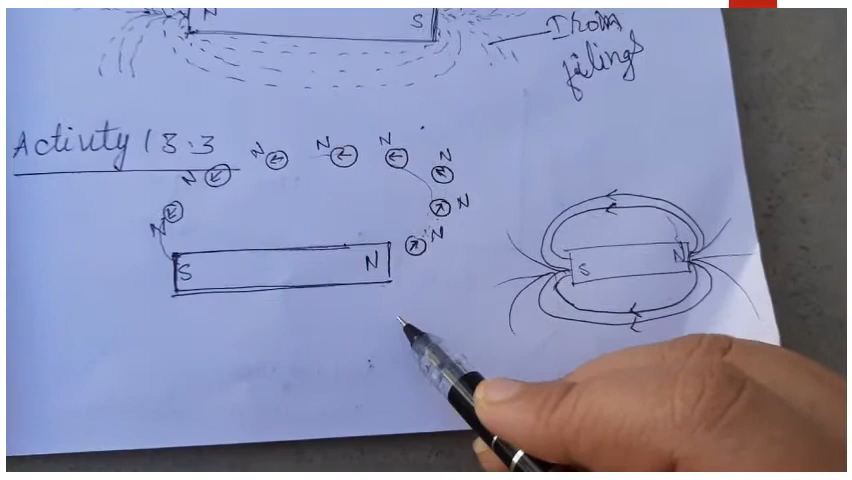 N S
Iron
filings
Activity 18.3
N N N N N
N N
N N
S N
S N